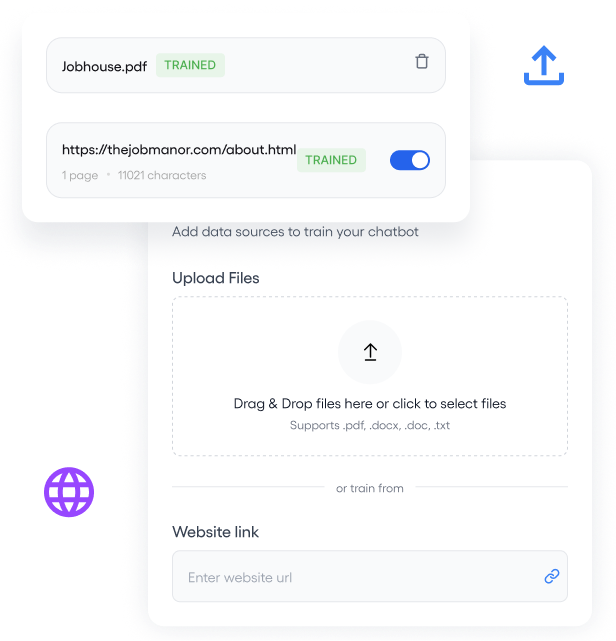 Jobhouse.pdf TRAINED
https://thejobmanor.com/about.html TRAINED
1 page • 11021 characters
Add data sources to train your chatbot
Upload Files
Drag & Drop files here or click to select files
Supports .pdf, .docx, .doc, .txt
or train from
Website link
Enter website url